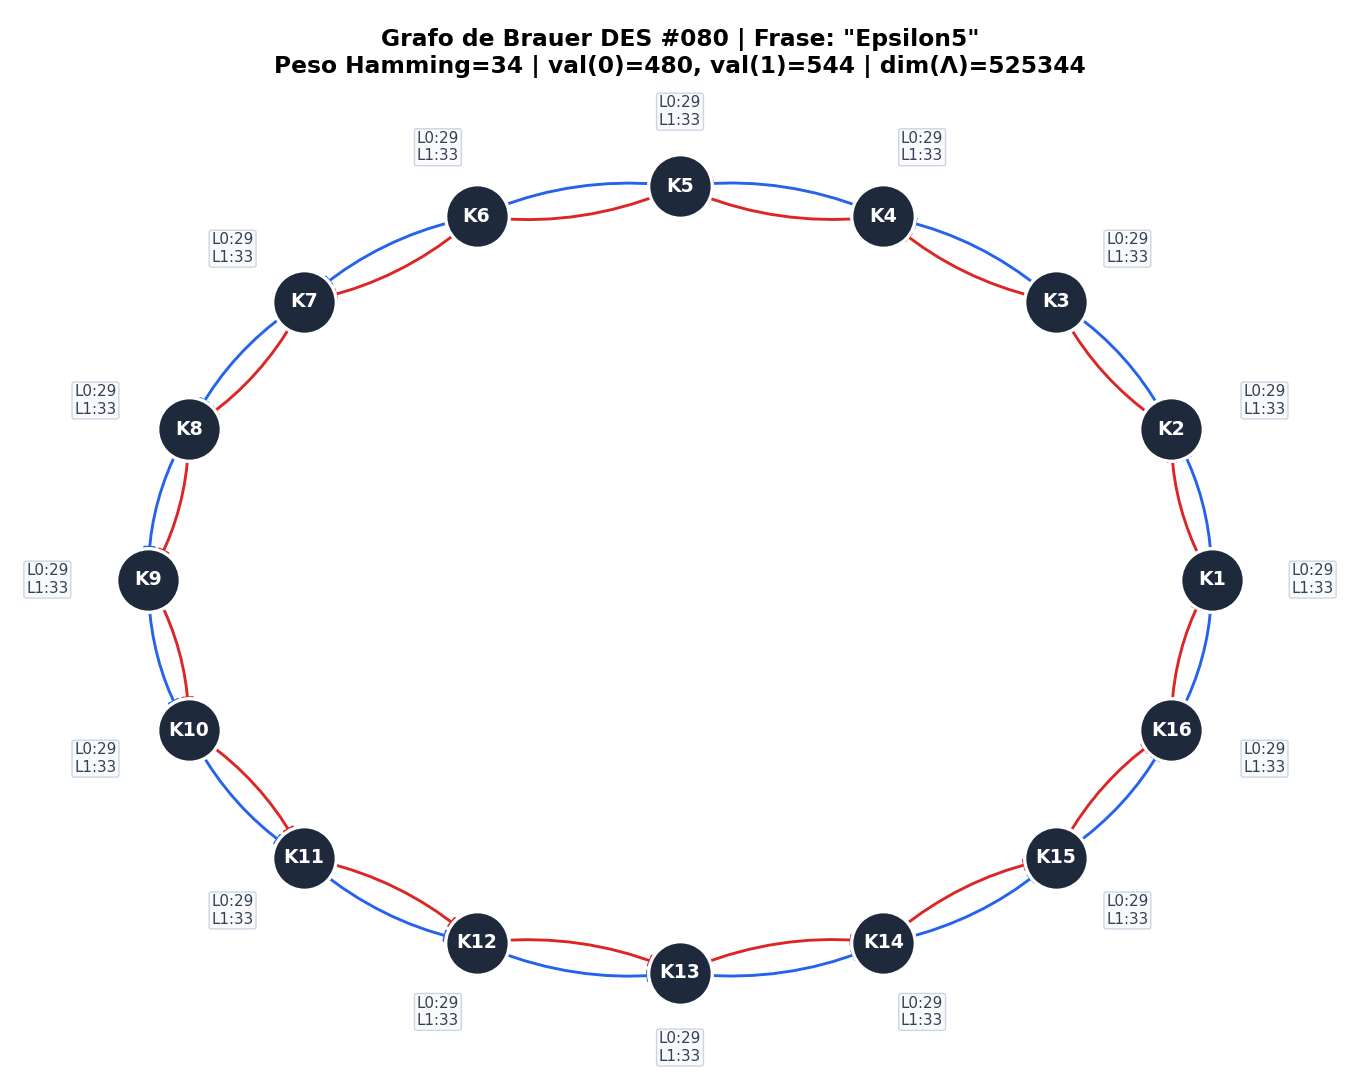 Grafo de Brauer DES #080 | Frase: "Epsilon5"
Peso Hamming=34 | val(0)=480, val(1)=544 | dim(Λ)=525344
L0:29
L1:33
L0:29
L1:33
L0:29
L1:33
K5
K6
K4
L0:29
L1:33
L0:29
L1:33
K7
K3
L0:29
L1:33
L0:29
L1:33
K8
K2
L0:29
L1:33
K9
K1
L0:29
L1:33
K10
K16
L0:29
L1:33
L0:29
L1:33
K11
K15
L0:29
L1:33
L0:29
L1:33
K12
K14
K13
L0:29
L1:33
L0:29
L1:33
L0:29
L1:33